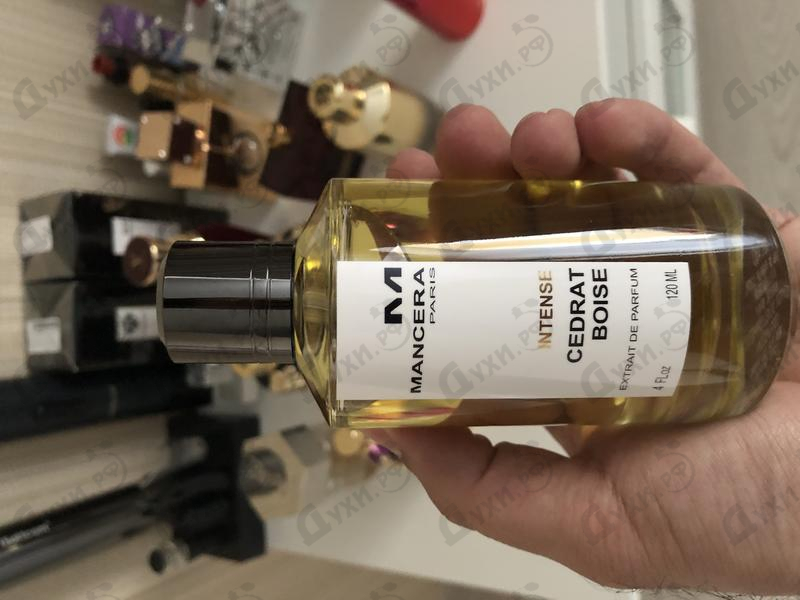 M
MANCERA
PARIS
INTENSE
CEDRAT
BOISE
EXTRAIT DE PARFUM
4 FL.OZ 120 ML
Духи.рф